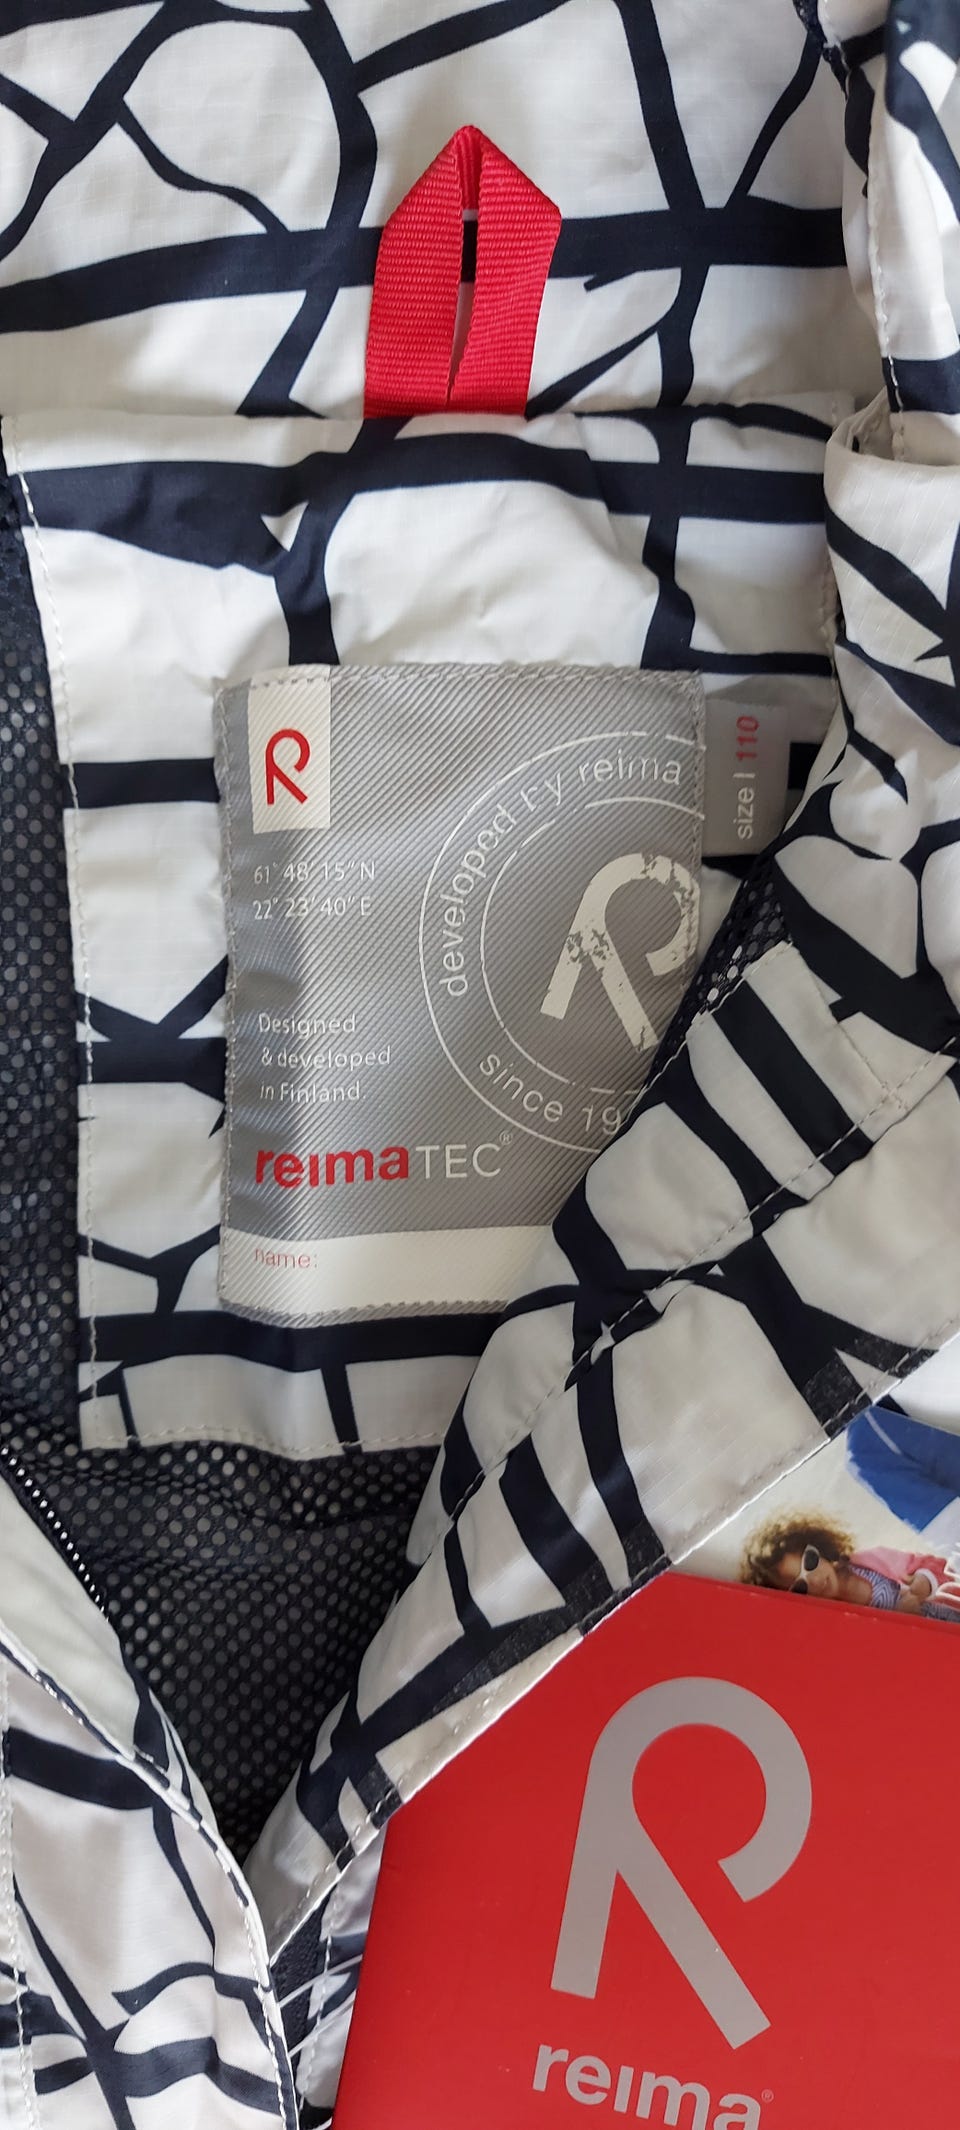 R
61° 48' 15" N
22° 23' 40" E
developed by reima
size | 110
R
Designed
& developed
in Finland.
since 19
reimaTEC®
name:
R
reima®